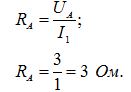 R_A = U_A / I_1;
R_A = 3 / 1 = 3 Ом.